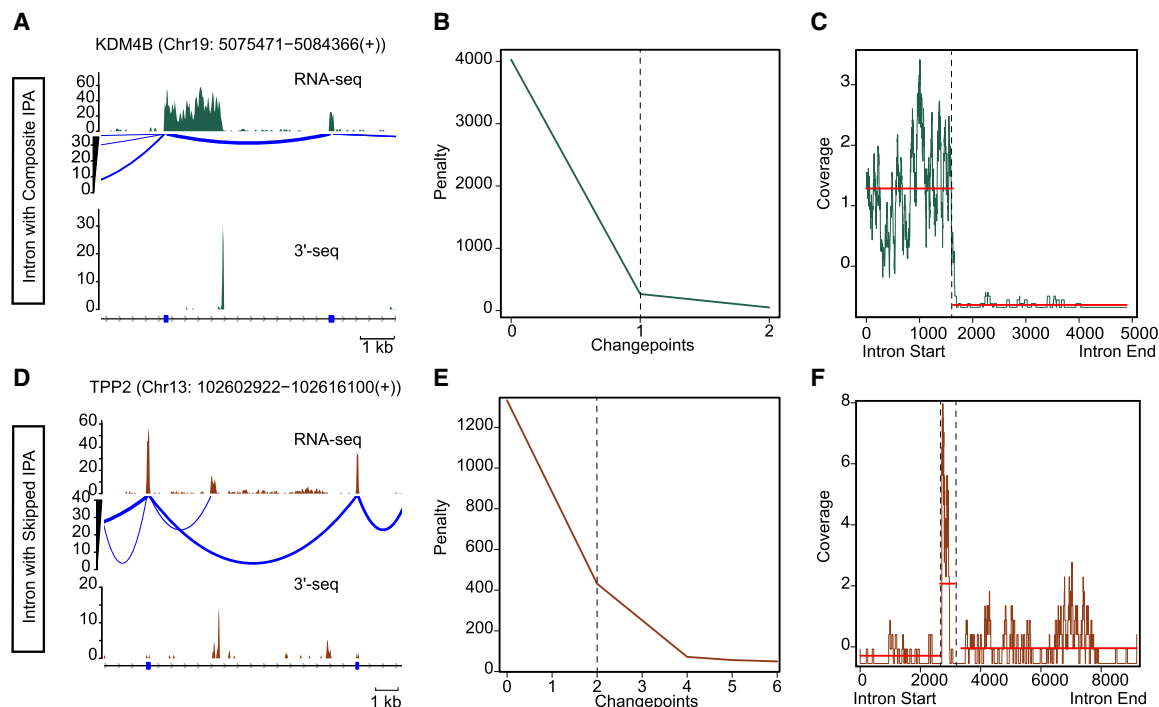 A
KDM4B (Chr19: 5075471−5084366(+))
Intron with Composite IPA
RNA-seq
60
40
20
0
30
20
10
0
3'-seq
30
20
10
0
1 kb
B
Penalty
4000
3000
2000
1000
0
0 1 2
Changepoints
C
Coverage
3
2
1
0
0 1000 2000 3000 4000 5000
Intron Start Intron End
D
TPP2 (Chr13: 102602922−102616100(+))
Intron with Skipped IPA
RNA-seq
60
40
20
0
40
30
20
10
0
3'-seq
20
10
0
1 kb
E
Penalty
1200
1000
800
600
400
200
0
0 1 2 3 4 5 6
Changepoints
F
Coverage
8
6
4
2
0
0 2000 4000 6000 8000
Intron Start Intron End